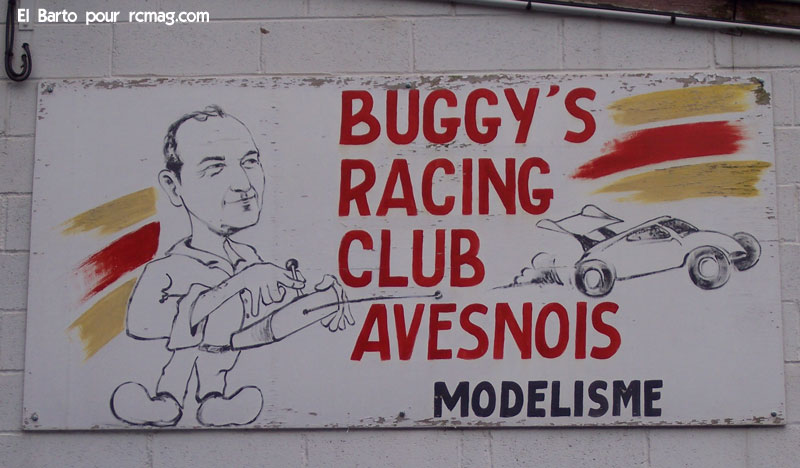 El Barto pour rcmag.com
BUGGY'S
RACING
CLUB
AVESNOIS
MODELISME